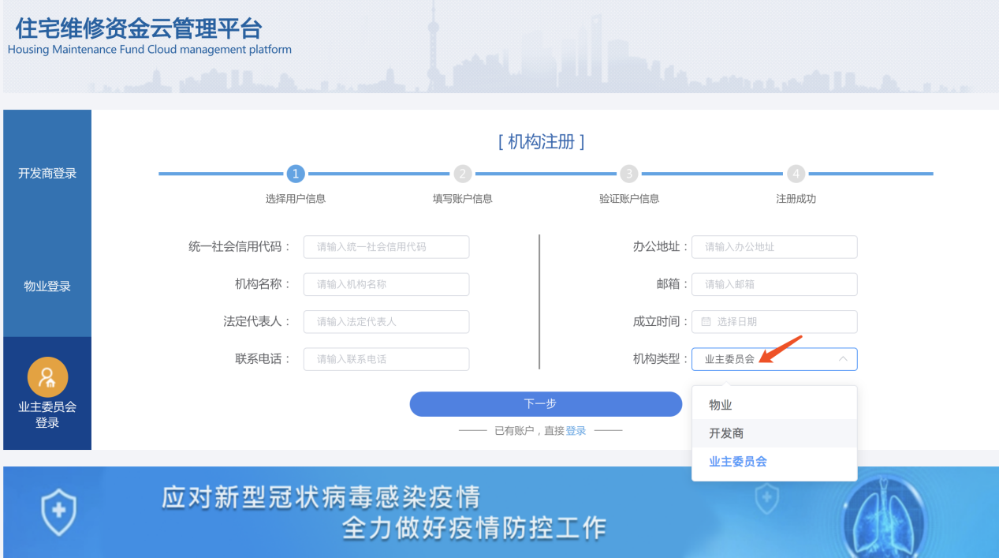 住宅维修资金云管理平台
Housing Maintenance Fund Cloud management platform
开发商登录
物业登录
业主委员会
登录
[ 机构注册 ]
1 2 3 4
选择用户信息 填写账户信息 验证账户信息 注册成功
统一社会信用代码： 请输入统一社会信用代码
机构名称： 请输入机构名称
法定代表人： 请输入法定代表人
联系电话： 请输入联系电话
办公地址： 请输入办公地址
邮箱： 请输入邮箱
成立时间： 选择日期
机构类型： 业主委员会
物业
开发商
业主委员会
下一步
已有账户，直接登录
应对新型冠状病毒感染疫情
全力做好疫情防控工作